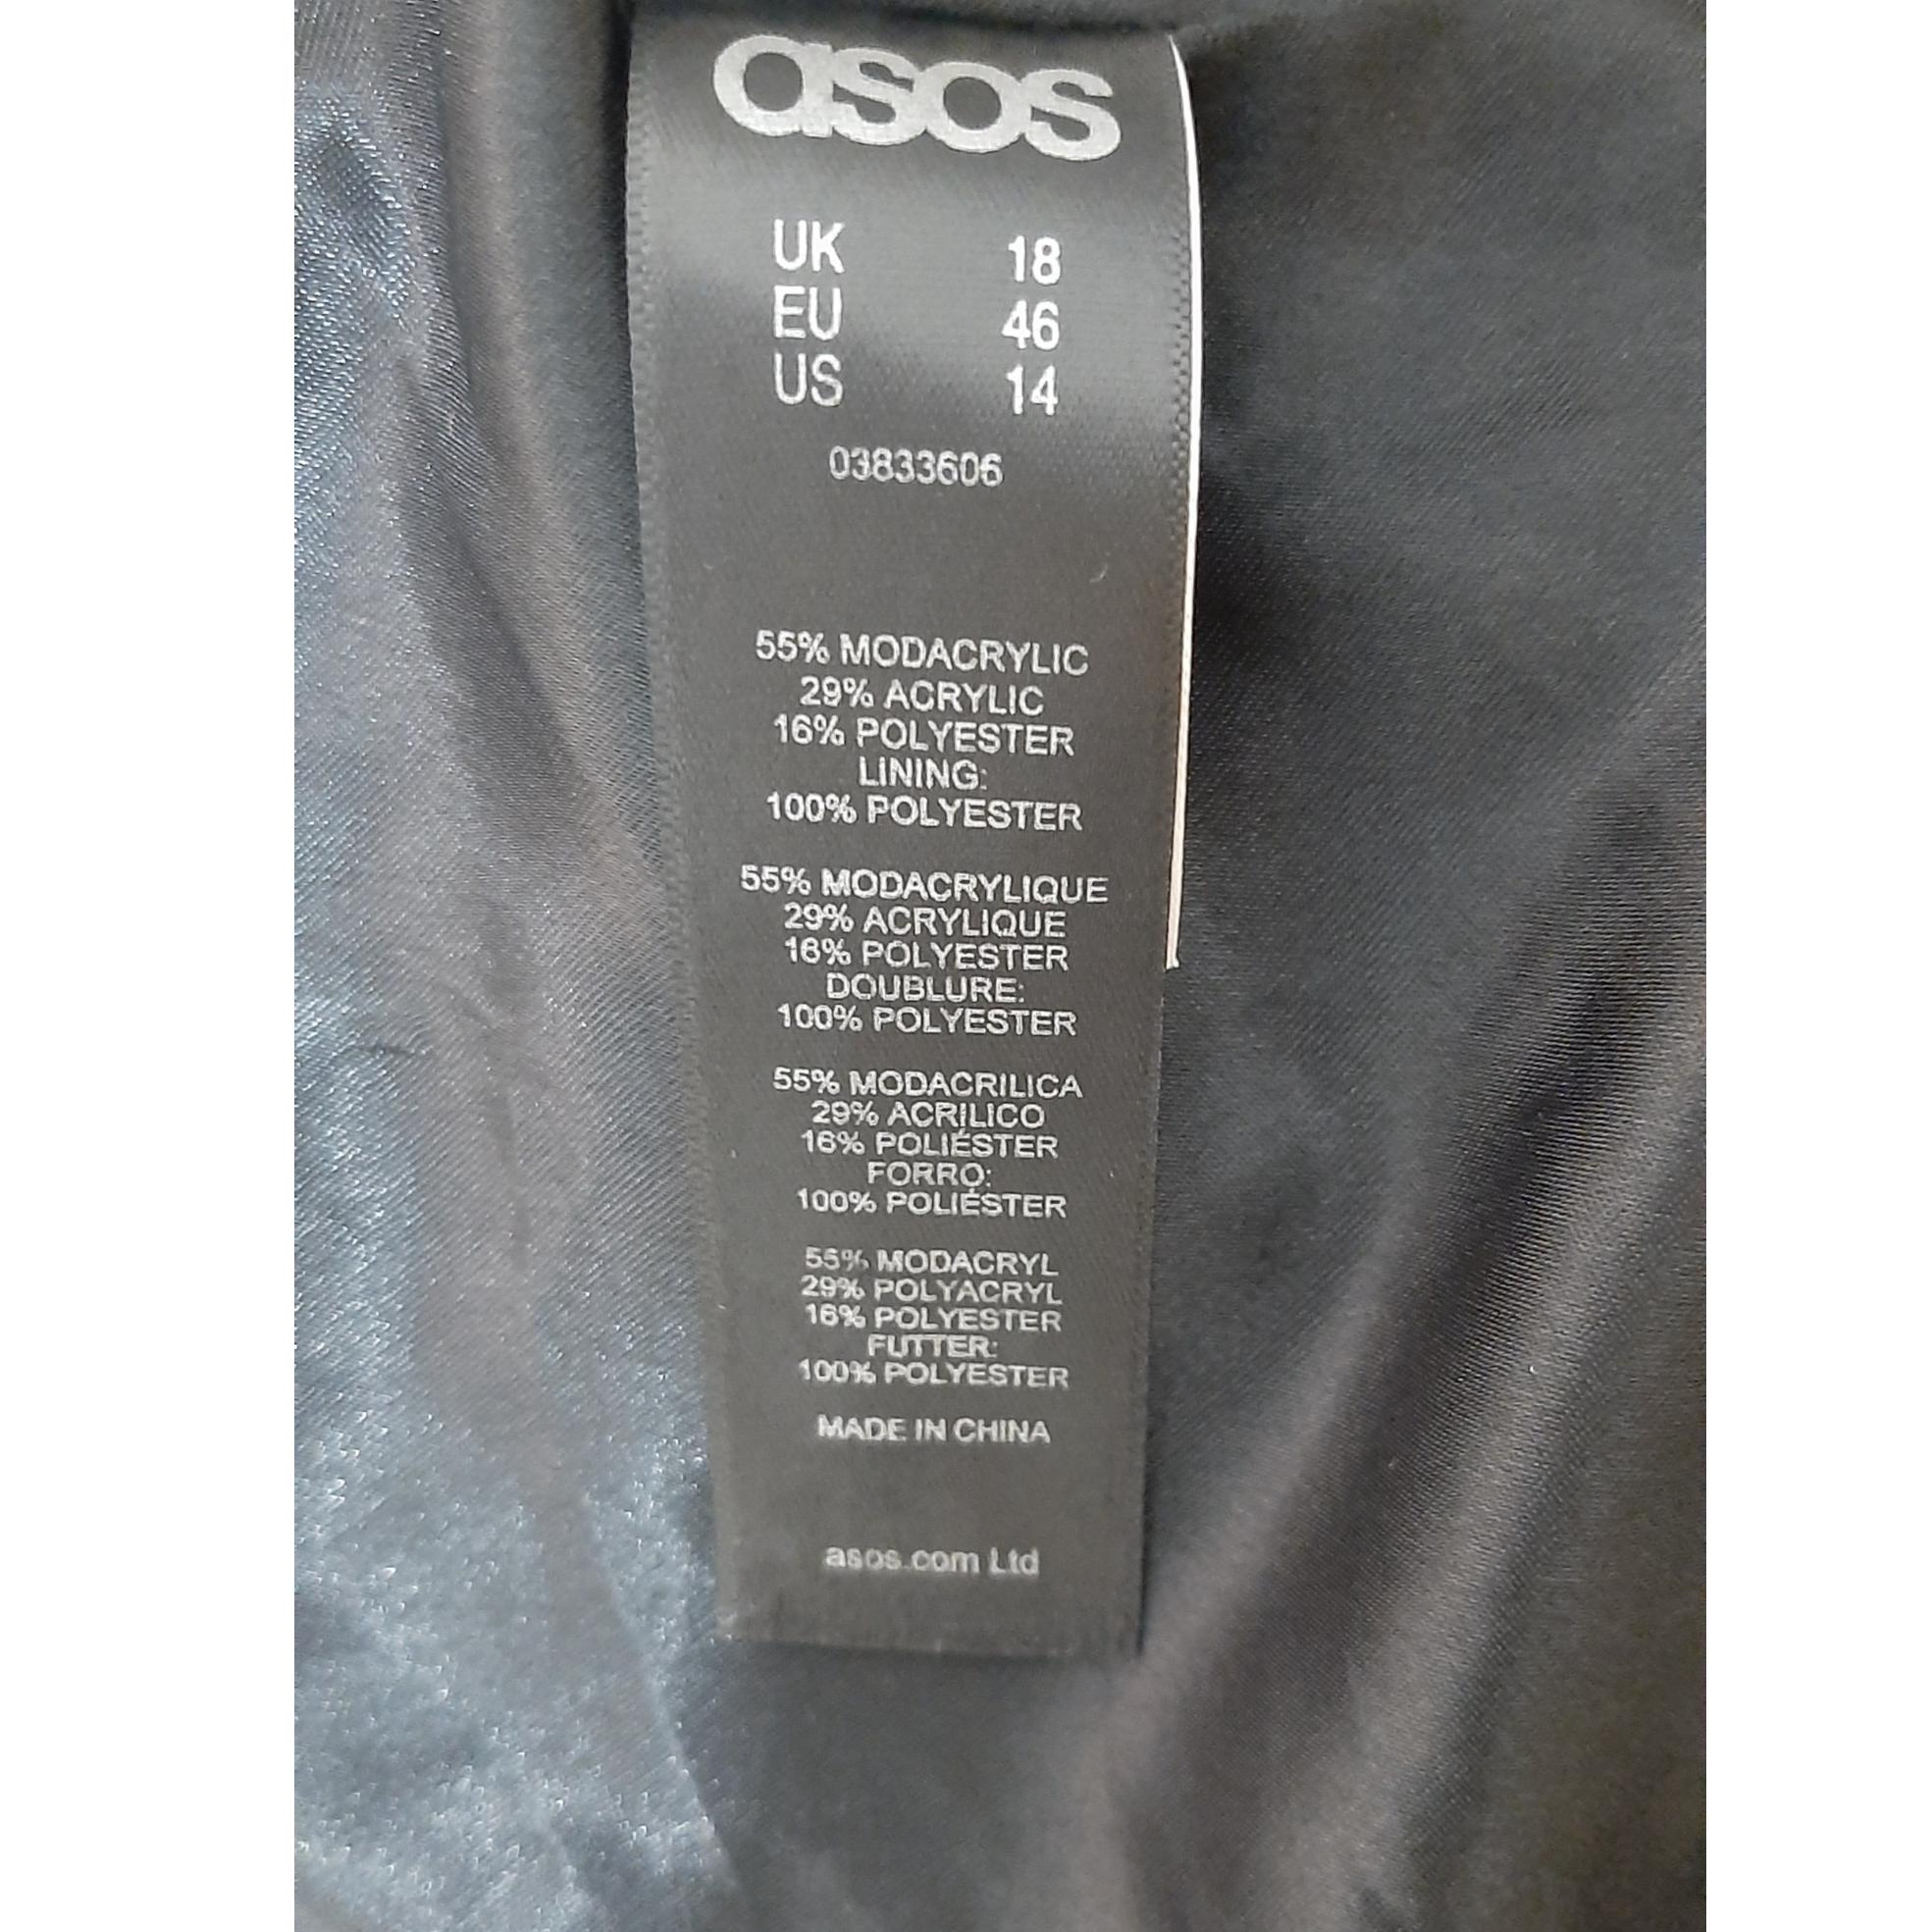 asos
UK 18
EU 46
US 14
03833606
55% MODACRYLIC
29% ACRYLIC
16% POLYESTER
LINING:
100% POLYESTER
55% MODACRYLIQUE
29% ACRYLIQUE
16% POLYESTER
DOUBLURE:
100% POLYESTER
55% MODACRILICA
29% ACRILICO
16% POLIÉSTER
FORRO:
100% POLIÉSTER
55% MODACRYL
29% POLYACRYL
16% POLYESTER
FUTTER:
100% POLYESTER
MADE IN CHINA
asos.com Ltd